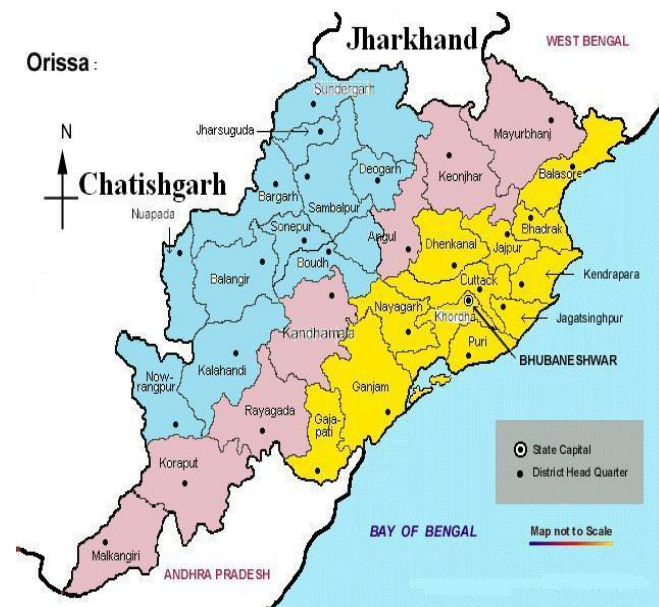 Orissa :
Jharkhand
WEST BENGAL
N
Sundergarh
Jharsuguda
Mayurbhanj
Keonjhar
Deogarh
Balasore
Chatishgarh
Bargarh
Sambalpur
Nuapada
Sonepur
Angul
Bhadrak
Dhenkanal
Jajpur
Balangir
Boudh
Cuttack
Kendrapara
Nayagarh
Khordha
Jagatsinghpur
Kandhamala
Puri
BHUBANESHWAR
Now-
rangpur
Kalahandi
Ganjam
Rayagada
Gaja-
pati
Koraput
State Capital
District Head Quarter
Malkangiri
BAY OF BENGAL
Map not to Scale
ANDHRA PRADESH